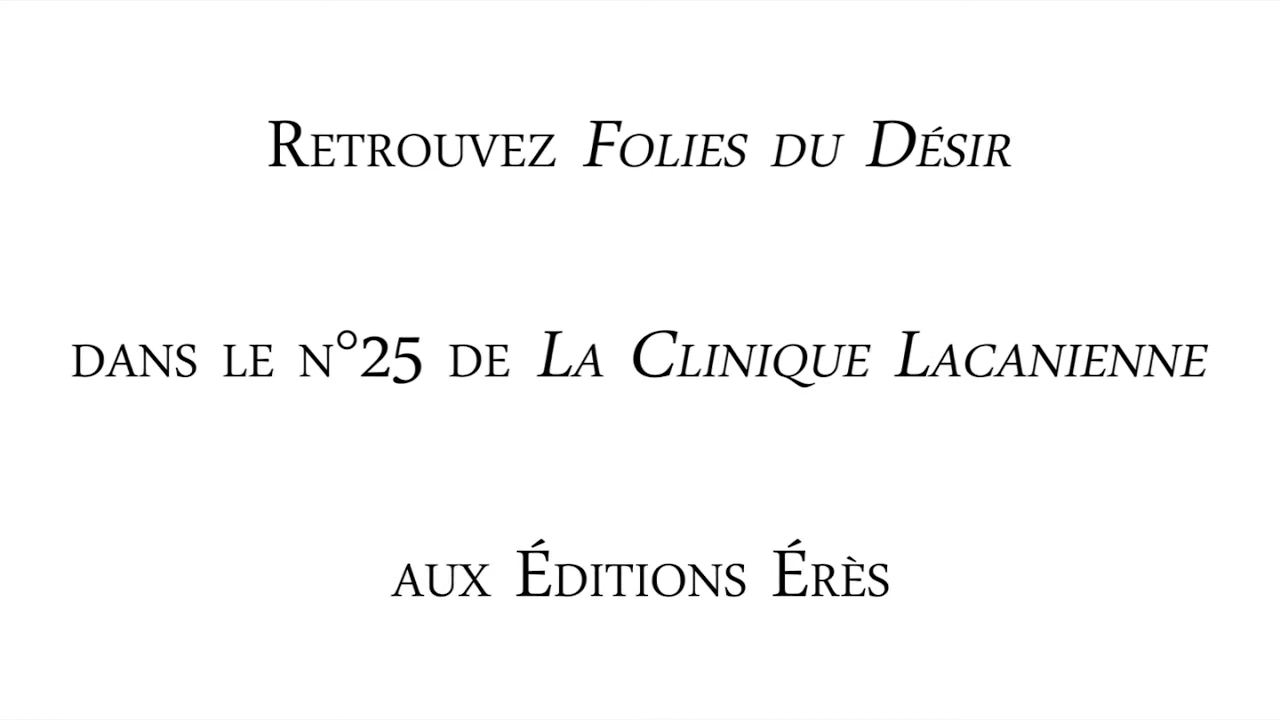 Retrouvez Folies du Désir
dans le n°25 de La Clinique Lacanienne
aux Éditions Érès